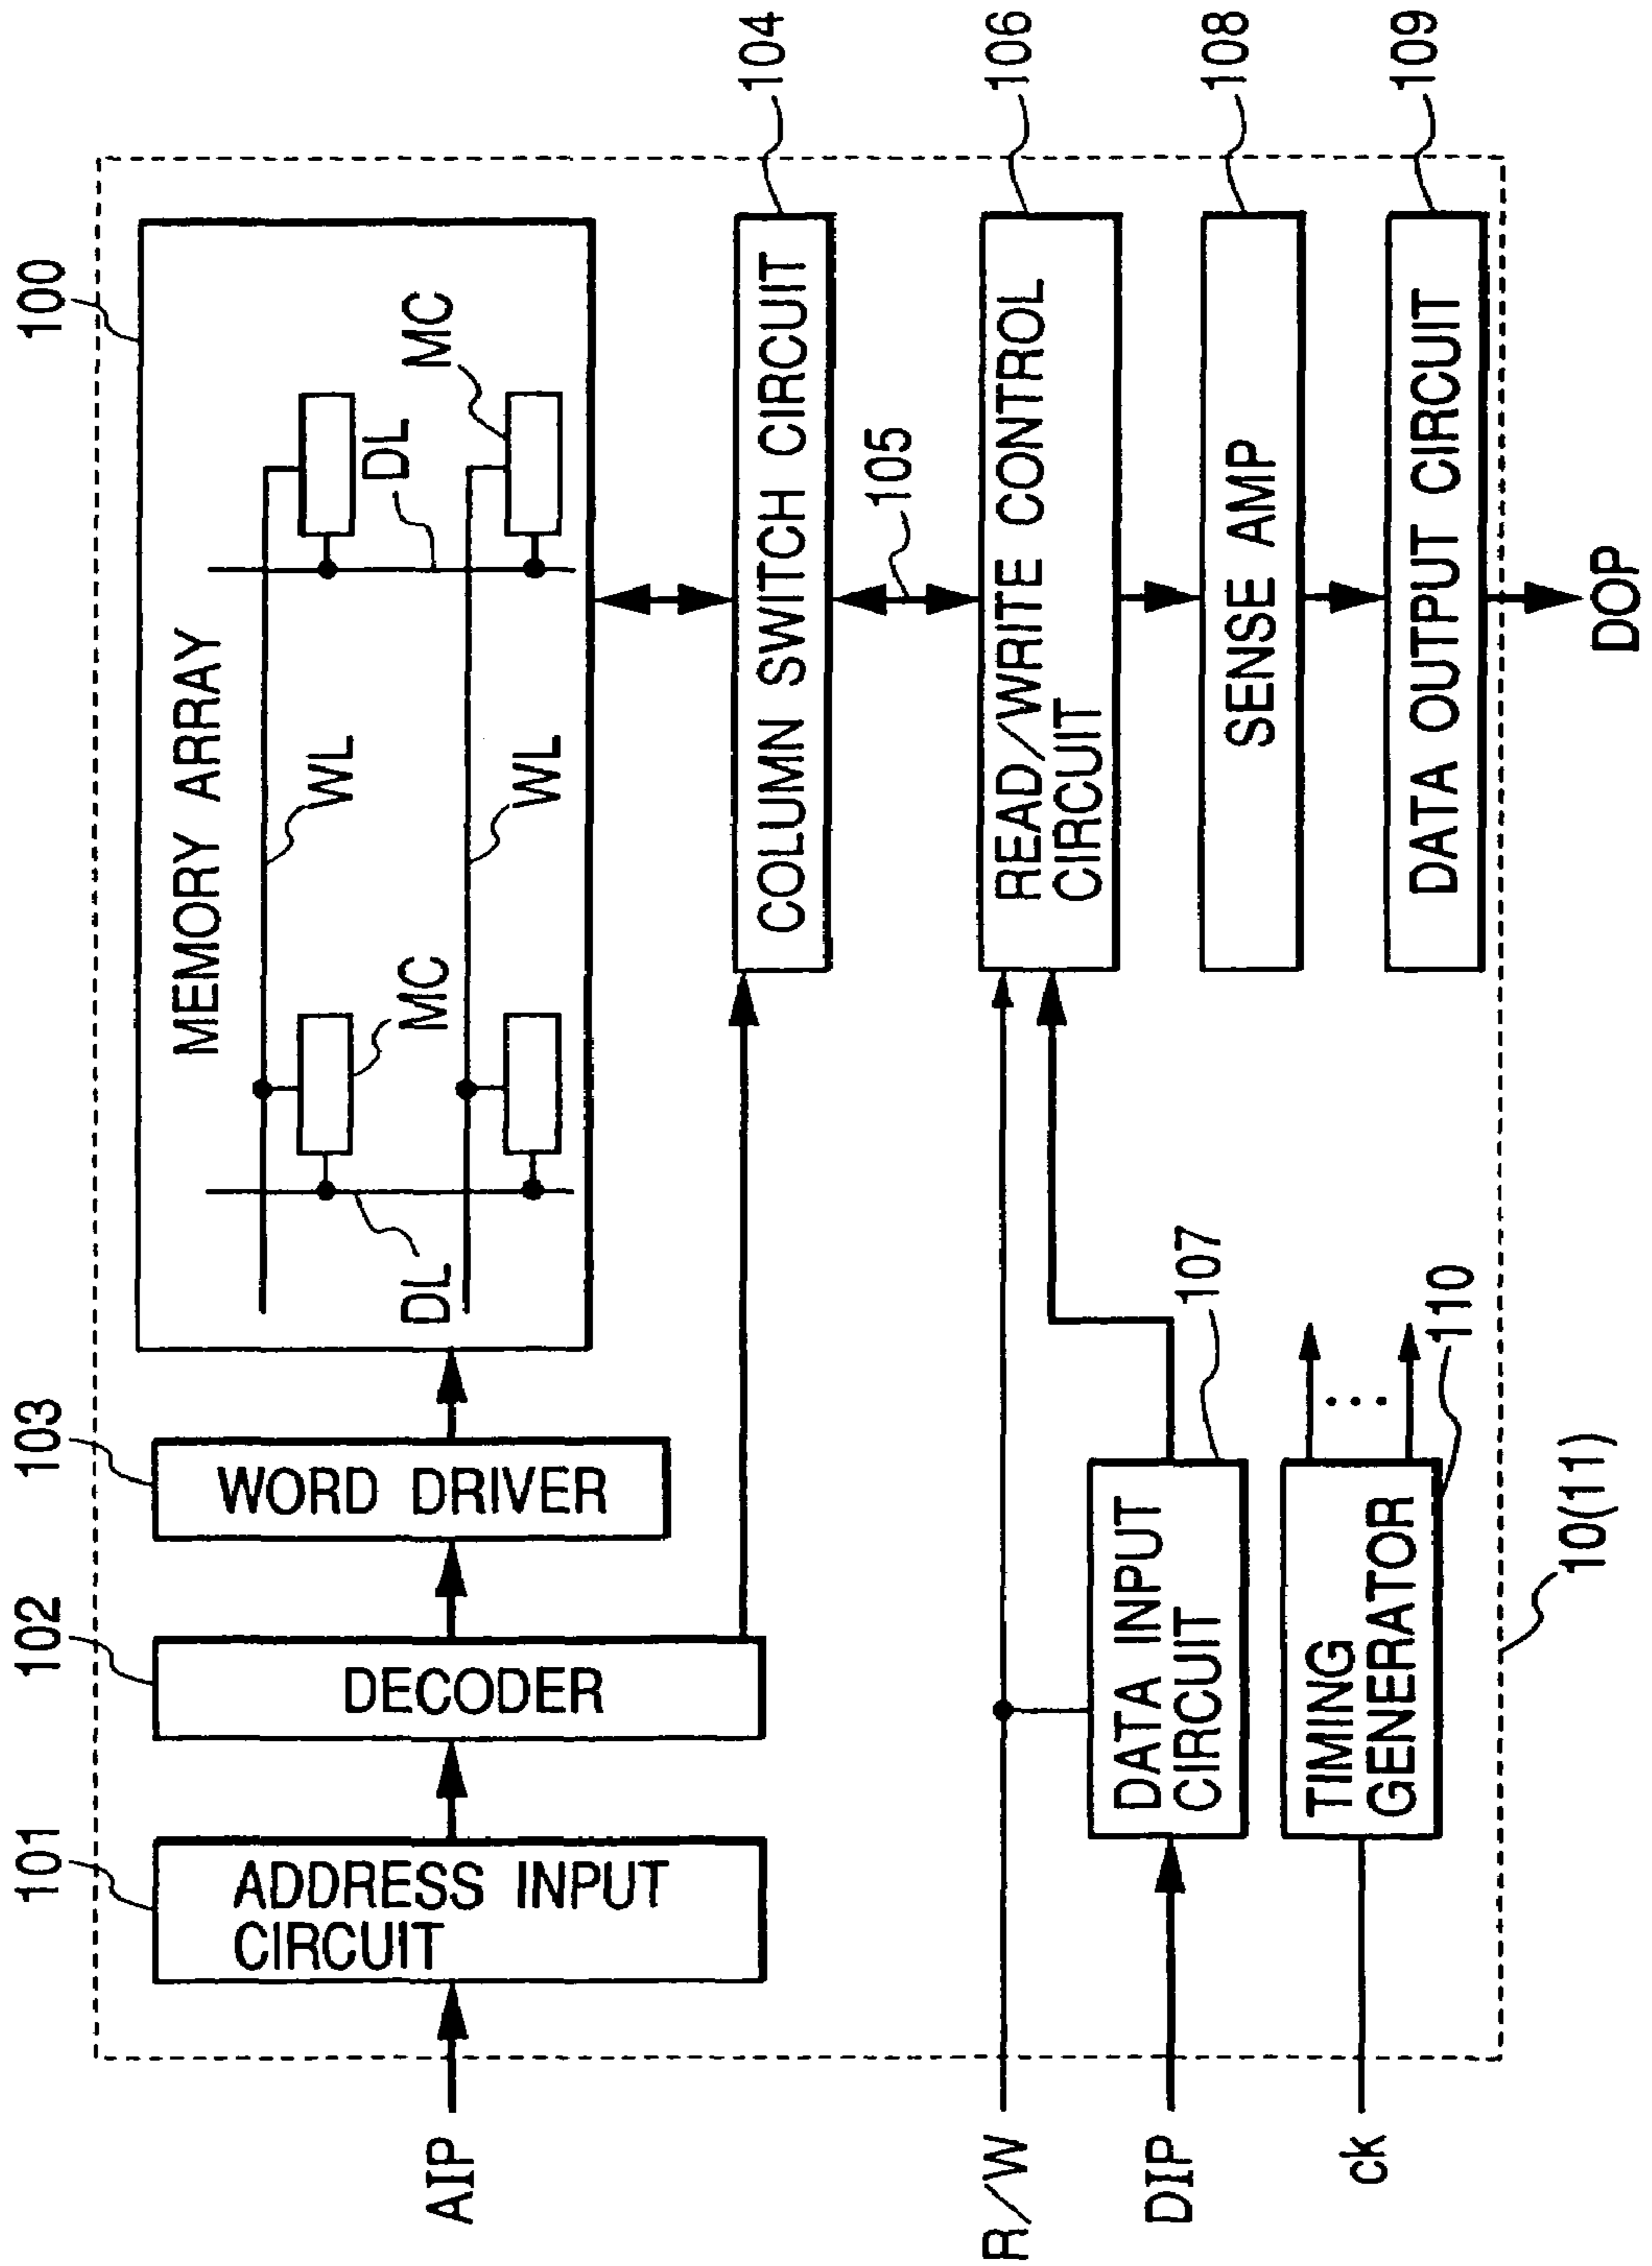 101
102
103
100
ADDRESS INPUT
CIRCUIT
DECODER
WORD DRIVER
MEMORY ARRAY
WL
WL
MC
MC
DL
DL
AIP
COLUMN SWITCH CIRCUIT
104
105
R/W
READ/WRITE CONTROL
CIRCUIT
106
DIP
DATA INPUT
CIRCUIT
107
SENSE AMP
108
ck
TIMING
GENERATOR
110
DATA OUTPUT CIRCUIT
109
10(11)
DOP